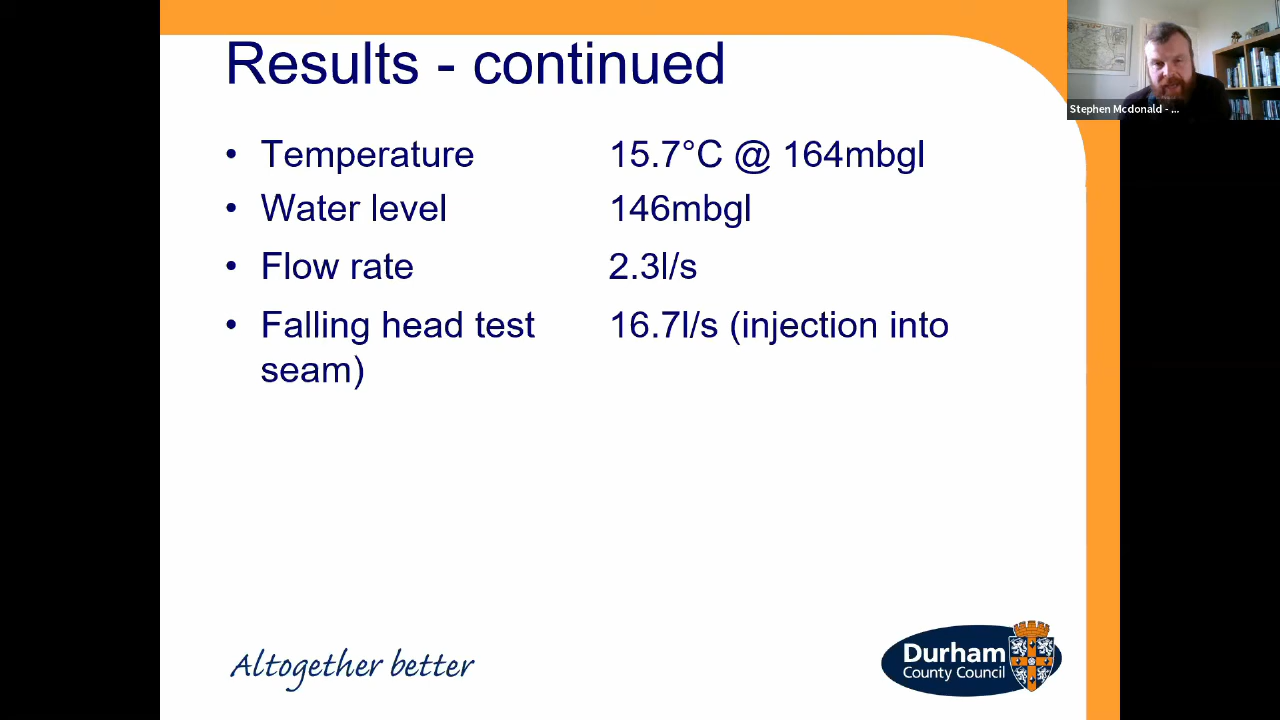 Results - continued
Stephen Mcdonald - ...
• Temperature 15.7°C @ 164mbgl
• Water level 146mbgl
• Flow rate 2.3l/s
• Falling head test 16.7l/s (injection into
seam)
Altogether better
Durham
County Council